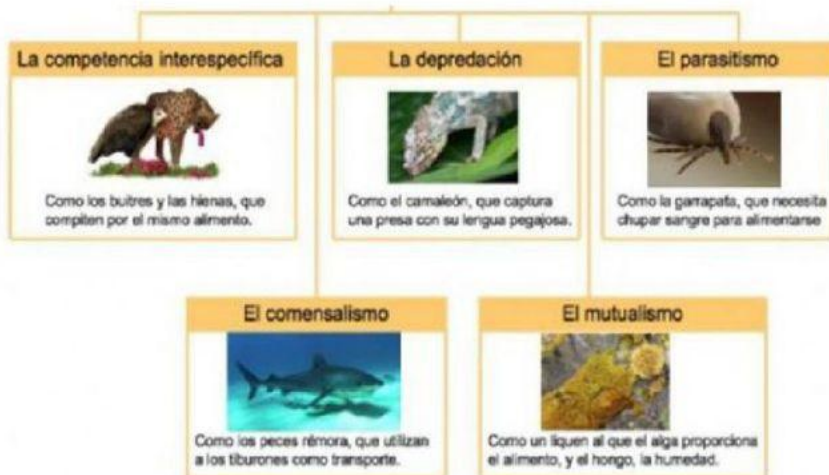 La competencia interespecífica
Como los buitres y las hienas, que
compiten por el mismo alimento.
La depredación
Como el camaleón, que captura
una presa con su lengua pegajosa.
El parasitismo
Como la garrapata, que necesita
chupar sangre para alimentarse
El comensalismo
Como los peces rémora, que utilizan
a los tiburones como transporte.
El mutualismo
Como un liquen al que el alga proporciona
el alimento, y el hongo, la humedad.